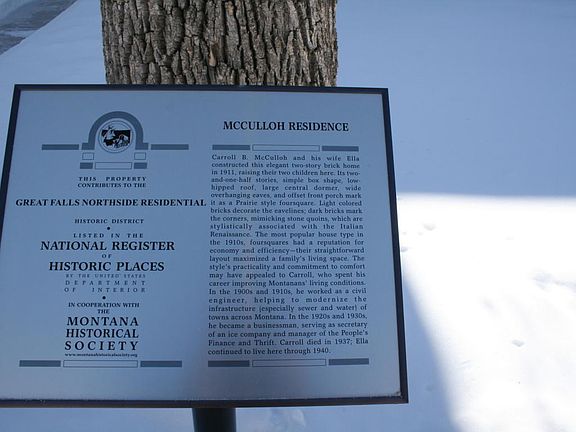 THIS PROPERTY
CONTRIBUTES TO THE
GREAT FALLS NORTHSIDE RESIDENTIAL
HISTORIC DISTRICT
LISTED IN THE
NATIONAL REGISTER
OF
HISTORIC PLACES
BY THE UNITED STATES
DEPARTMENT
OF INTERIOR
IN COOPERATION WITH
THE
MONTANA
HISTORICAL
SOCIETY
www.montanahistoricalsociety.org
MCCULLOH RESIDENCE
Carroll B. McCulloh and his wife Ella
constructed this elegant two-story brick home
in 1911, raising their two children here. Its two-
and-one-half stories, simple box shape, low-
hipped roof, large central dormer, wide
overhanging eaves, and offset front porch mark
it as a Prairie style foursquare. Light colored
bricks decorate the eavelines; dark bricks mark
the corners, mimicking stone quoins, which are
stylistically associated with the Italian
Renaissance. The most popular house type in
the 1910s, foursquares had a reputation for
economy and efficiency—their straightforward
layout maximized a family's living space. The
style's practicality and commitment to comfort
may have appealed to Carroll, who spent his
career improving Montanans' living conditions.
In the 1900s and 1910s, he worked as a civil
engineer, helping to modernize the
infrastructure (especially sewer and water) of
towns across Montana. In the 1920s and 1930s,
he became a businessman, serving as secretary
of an ice company and manager of the People's
Finance and Thrift. Carroll died in 1937; Ella
continued to live here through 1940.